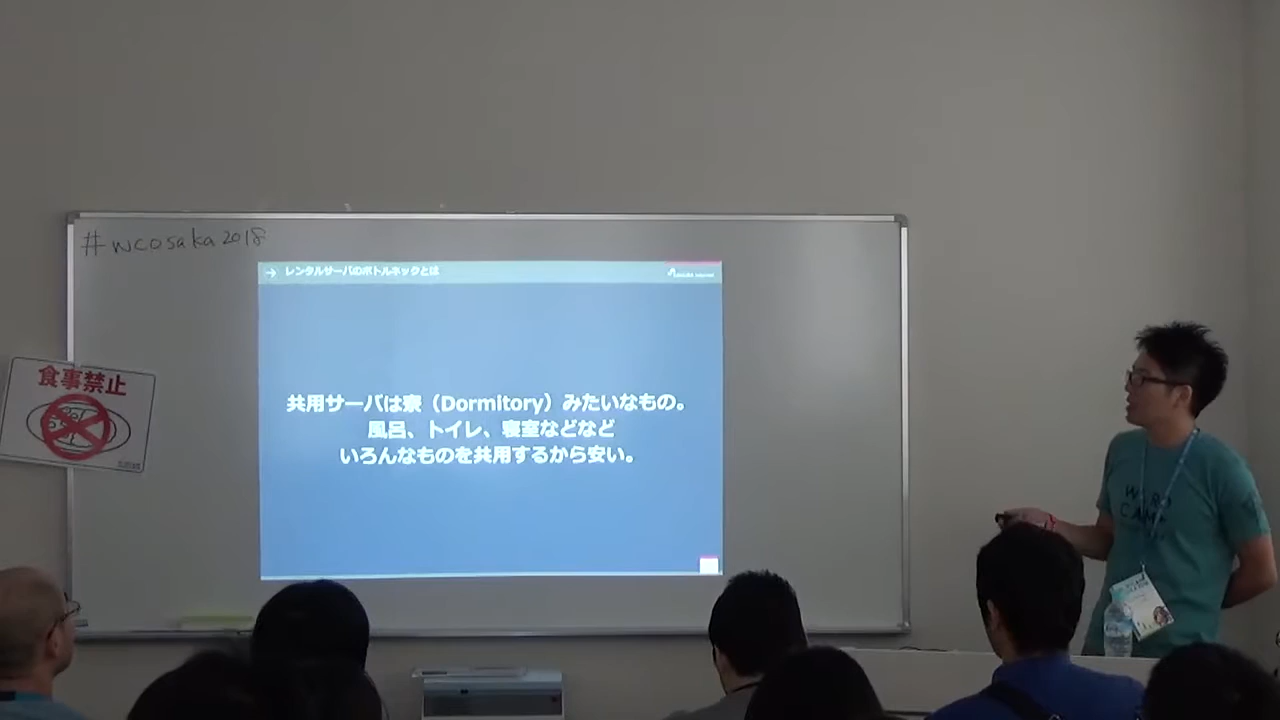 #wcosaka2018
→ レンタルサーバのボトルネックとは
共用サーバは寮（Dormitory）みたいなもの。
風呂、トイレ、寝室などなど
いろんなものを共用するから安い。
食事禁止